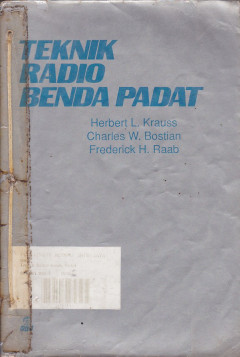 TEKNIK
RADIO
BENDA PADAT
Herbert L. Krauss
Charles W. Bostian
Frederick H. Raab